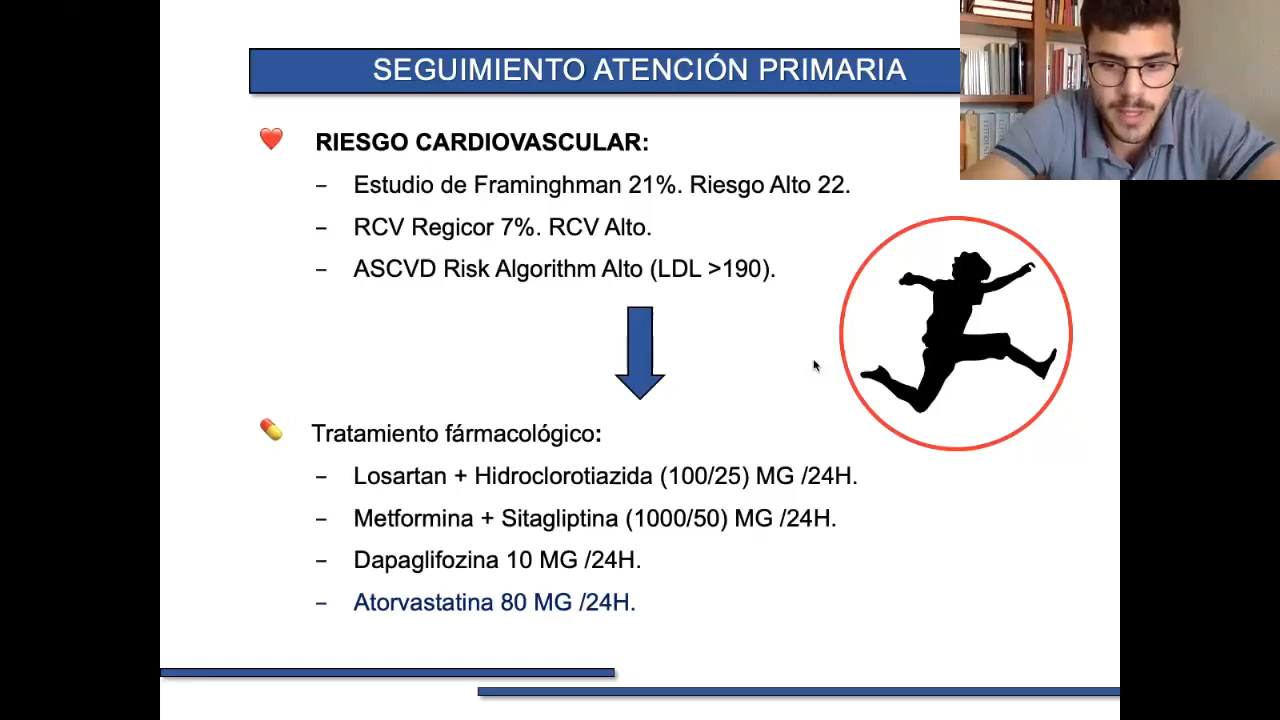 SEGUIMIENTO ATENCIÓN PRIMARIA
RIESGO CARDIOVASCULAR:
– Estudio de Framinghman 21%. Riesgo Alto 22.
– RCV Regicor 7%. RCV Alto.
– ASCVD Risk Algorithm Alto (LDL >190).
Tratamiento fármacológico:
– Losartan + Hidroclorotiazida (100/25) MG /24H.
– Metformina + Sitagliptina (1000/50) MG /24H.
– Dapaglifozina 10 MG /24H.
– Atorvastatina 80 MG /24H.